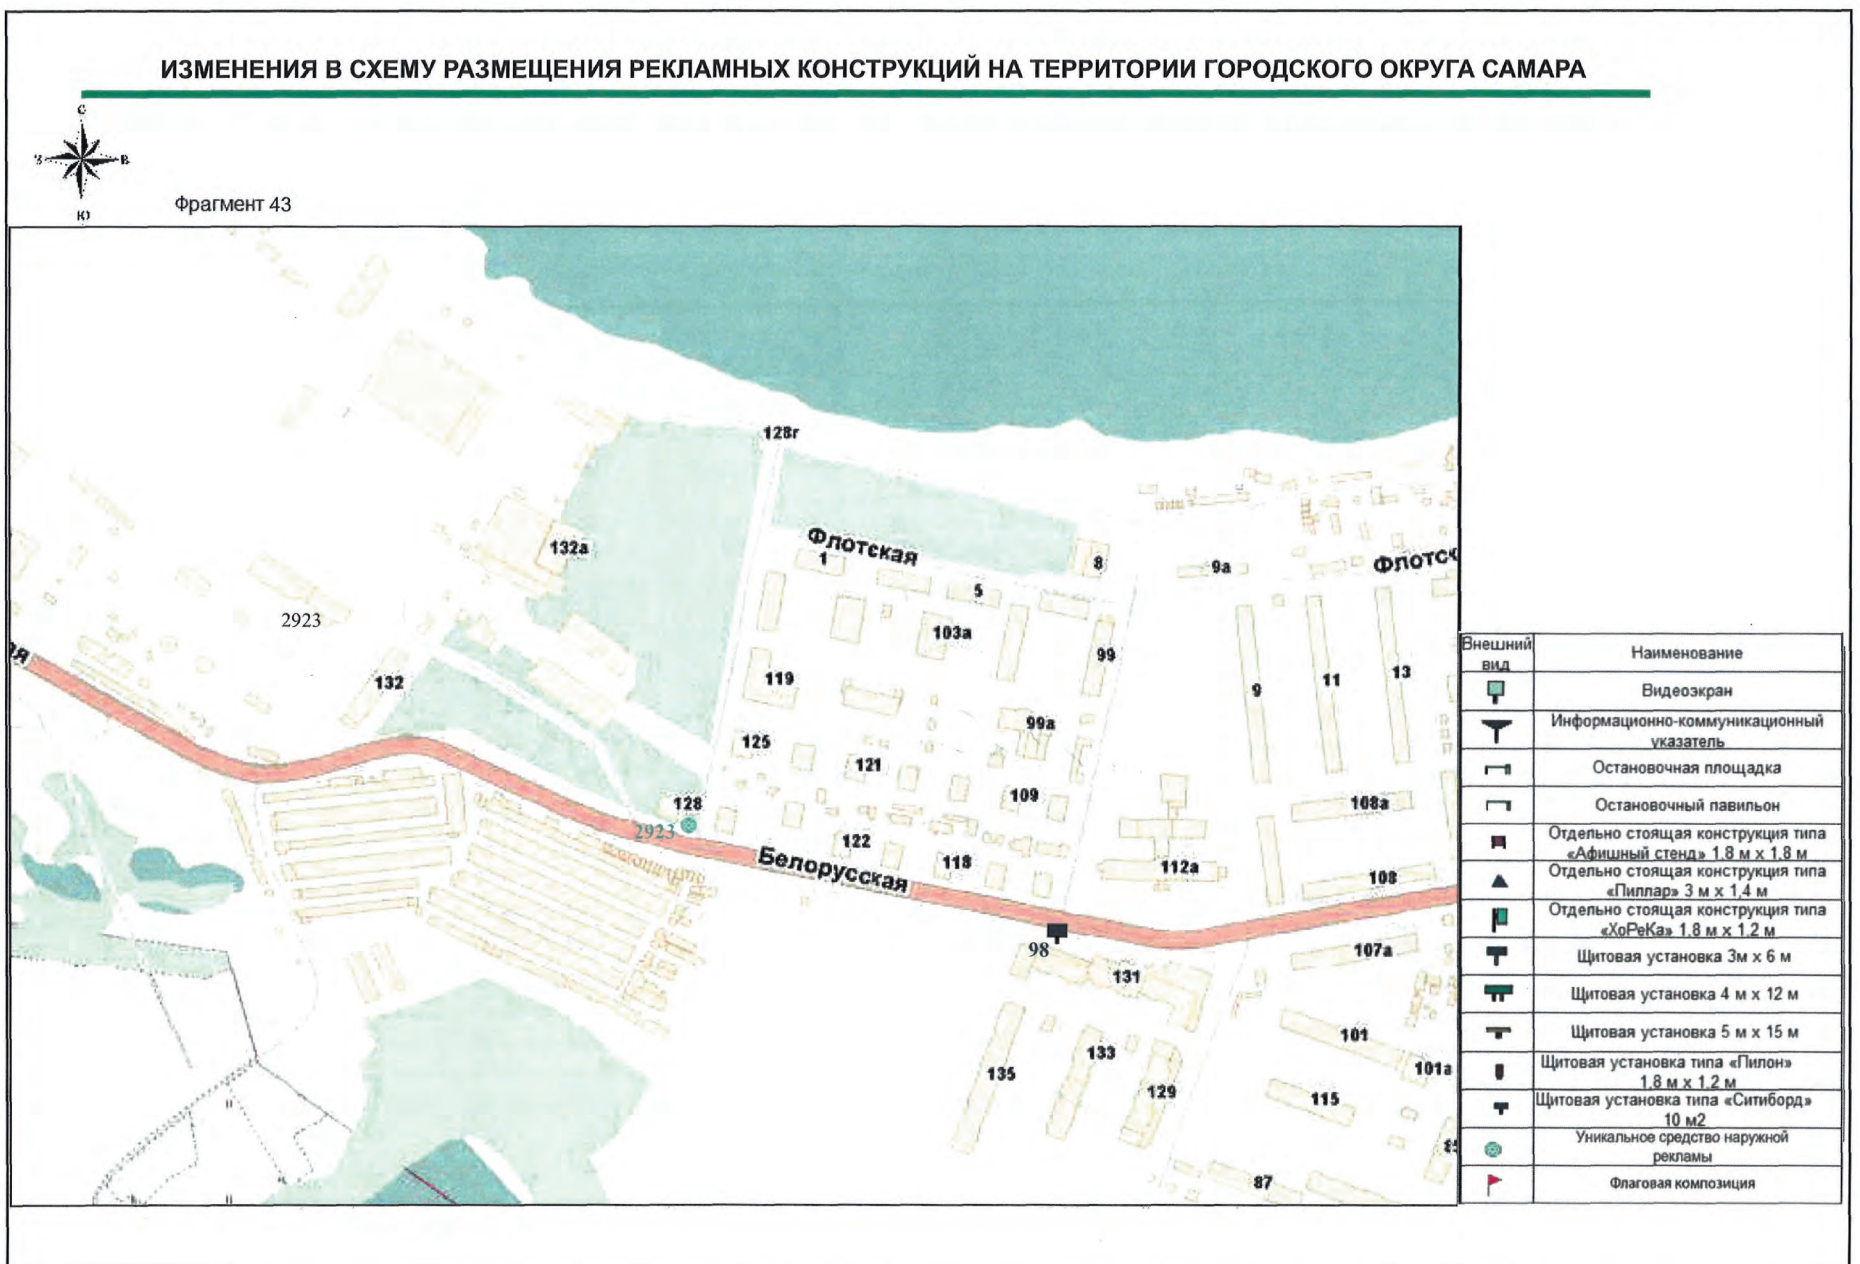 ИЗМЕНЕНИЯ В СХЕМУ РАЗМЕЩЕНИЯ РЕКЛАМНЫХ КОНСТРУКЦИЙ НА ТЕРРИТОРИИ ГОРОДСКОГО ОКРУГА САМАРА
С
З В
Ю
Фрагмент 43
128г
132а
Флотская
1
8
9а
5
103а
2923
99
132
119
9
11
13
99а
125
121
109
108а
128
2923
122
118
Белорусская
112а
108
98
131
107а
101
133
135
101а
129
115
87
Внешний
вид
Наименование
Видеоэкран
Информационно-коммуникационный
указатель
Остановочная площадка
Остановочный павильон
Отдельно стоящая конструкция типа
«Афишный стенд» 1.8 м х 1.8 м
Отдельно стоящая конструкция типа
«Пиллар» 3 м х 1,4 м
Отдельно стоящая конструкция типа
«ХоРеКа» 1.8 м х 1.2 м
Щитовая установка 3м х 6 м
Щитовая установка 4 м х 12 м
Щитовая установка 5 м х 15 м
Щитовая установка типа «Пилон»
1.8 м х 1.2 м
Щитовая установка типа «Ситиборд»
10 м2
Уникальное средство наружной
рекламы
Флаговая композиция